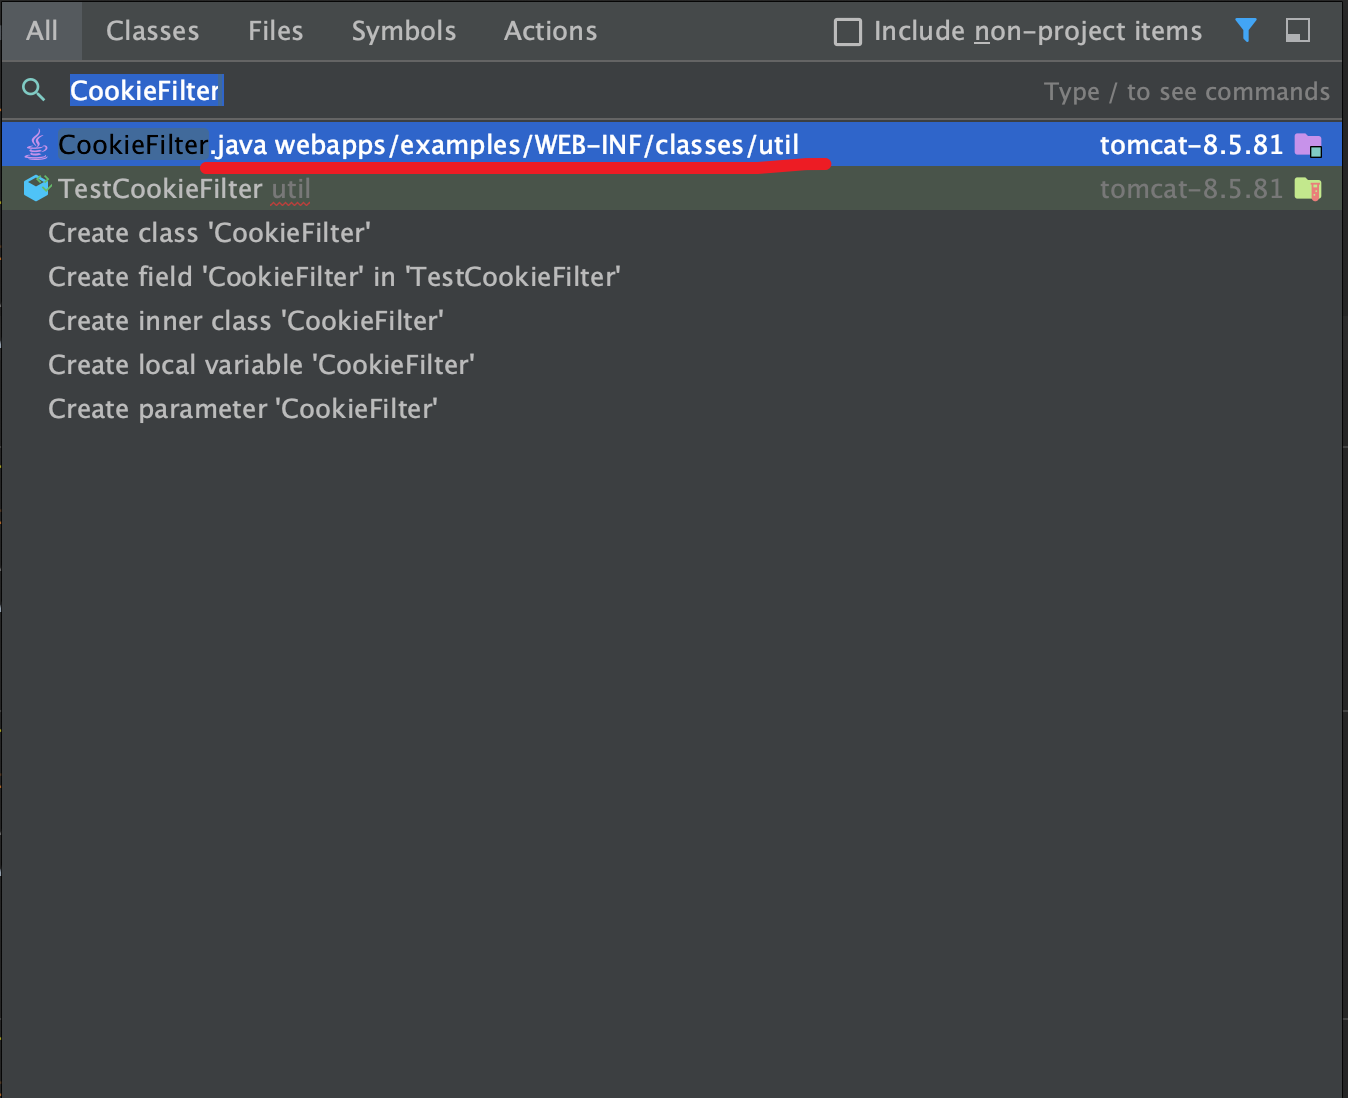 All Classes Files Symbols Actions Include non-project items
CookieFilter Type / to see commands
CookieFilter.java webapps/examples/WEB-INF/classes/util tomcat-8.5.81
TestCookieFilter util tomcat-8.5.81
Create class 'CookieFilter'
Create field 'CookieFilter' in 'TestCookieFilter'
Create inner class 'CookieFilter'
Create local variable 'CookieFilter'
Create parameter 'CookieFilter'